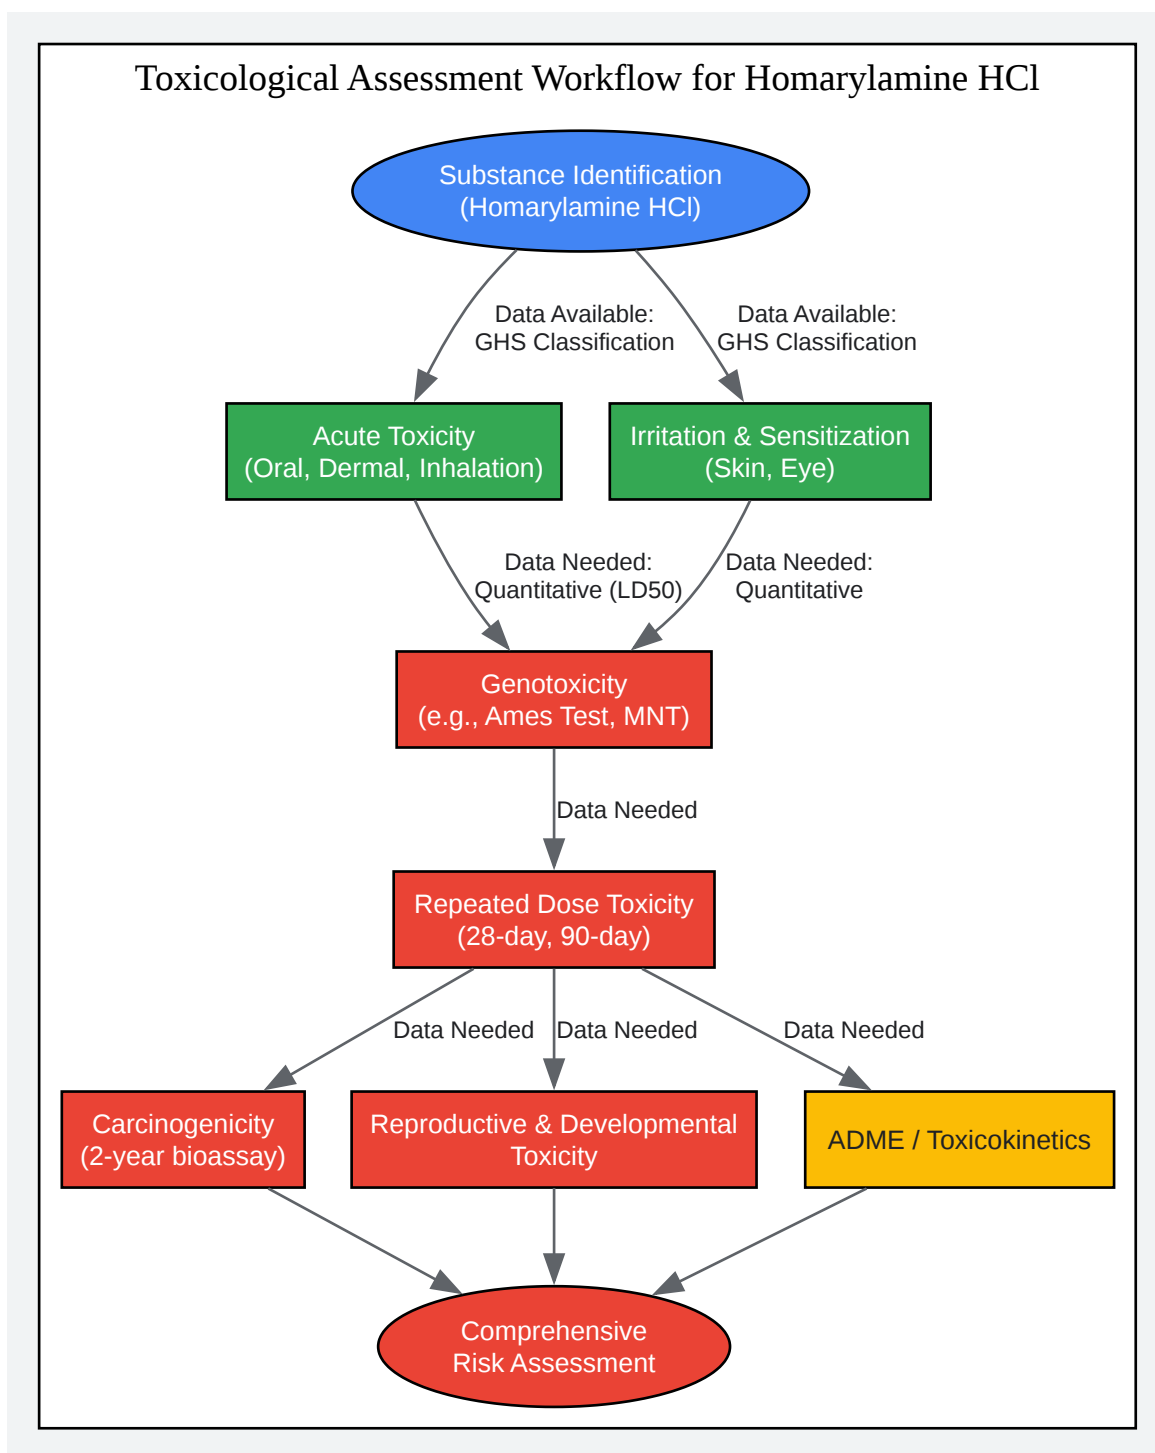 Toxicological Assessment Workflow for Homarylamine HCl
Substance Identification
(Homarylamine HCl)
Data Available:
GHS Classification
Data Available:
GHS Classification
Acute Toxicity
(Oral, Dermal, Inhalation)
Irritation & Sensitization
(Skin, Eye)
Data Needed:
Quantitative (LD50)
Data Needed:
Quantitative
Genotoxicity
(e.g., Ames Test, MNT)
Data Needed
Repeated Dose Toxicity
(28-day, 90-day)
Data Needed
Data Needed
Data Needed
Carcinogenicity
(2-year bioassay)
Reproductive & Developmental
Toxicity
ADME / Toxicokinetics
Comprehensive
Risk Assessment